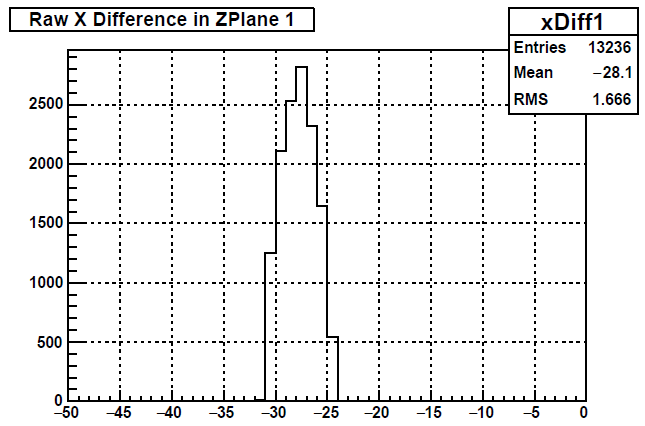 Raw X Difference in ZPlane 1
xDiff1
Entries 13236
Mean −28.1
RMS 1.666
2500
2000
1500
1000
500
0
−50 −45 −40 −35 −30 −25 −20 −15 −10 −5 0